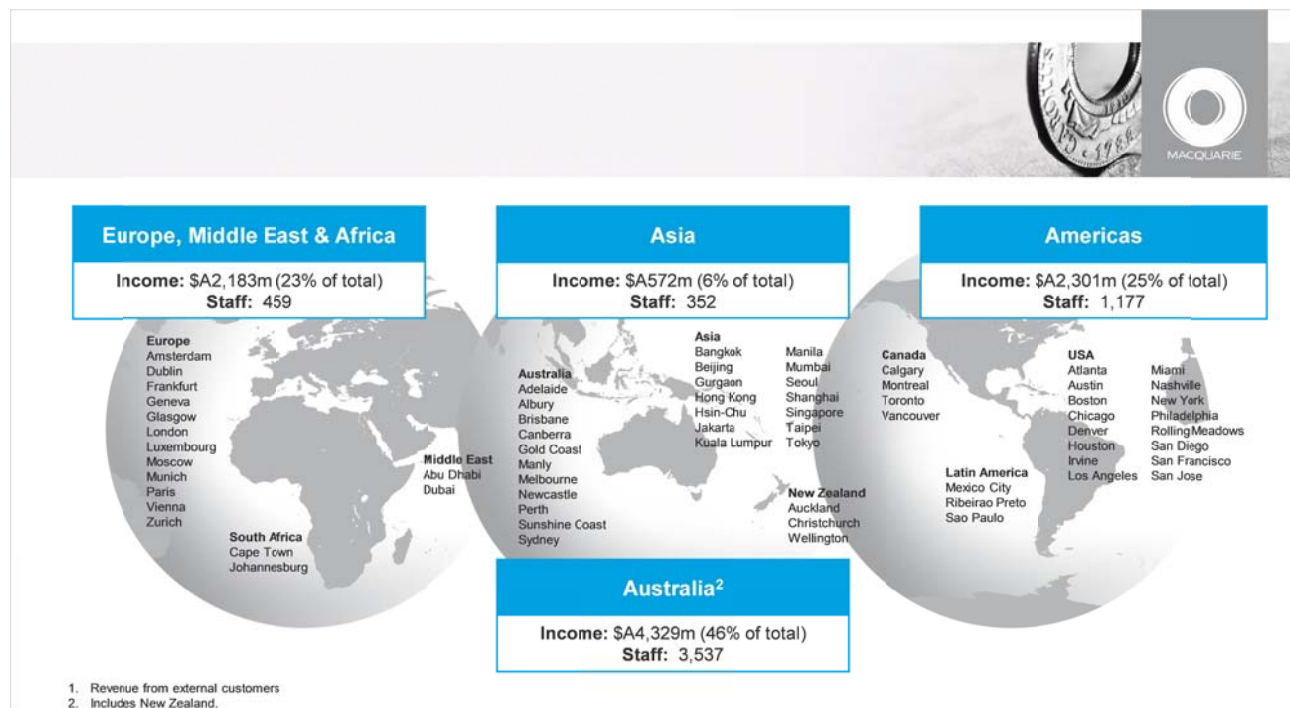 MACQUARIE
Europe, Middle East & Africa
Income: $A2,183m (23% of total)
Staff: 459
Asia
Income: $A572m (6% of total)
Staff: 352
Americas
Income: $A2,301m (25% of total)
Staff: 1,177
Europe
Amsterdam
Dublin
Frankfurt
Geneva
Glasgow
London
Luxembourg
Moscow
Munich
Paris
Vienna
Zurich
Middle East
Abu Dhabi
Dubai
South Africa
Cape Town
Johannesburg
Australia
Adelaide
Albury
Brisbane
Canberra
Gold Coast
Manly
Melbourne
Newcastle
Perth
Sunshine Coast
Sydney
Asia
Bangkok
Beijing
Gurgaon
Hong Kong
Hsin-Chu
Jakarta
Kuala Lumpur
Manila
Mumbai
Seoul
Shanghai
Singapore
Taipei
Tokyo
New Zealand
Auckland
Christchurch
Wellington
Canada
Calgary
Montreal
Toronto
Vancouver
Latin America
Mexico City
Ribeirao Preto
Sao Paulo
USA
Atlanta
Austin
Boston
Chicago
Denver
Houston
Irvine
Los Angeles
Miami
Nashville
New York
Philadelphia
Rolling Meadows
San Diego
San Francisco
San Jose
Australia²
Income: $A4,329m (46% of total)
Staff: 3,537
1. Revenue from external customers
2. Includes New Zealand.